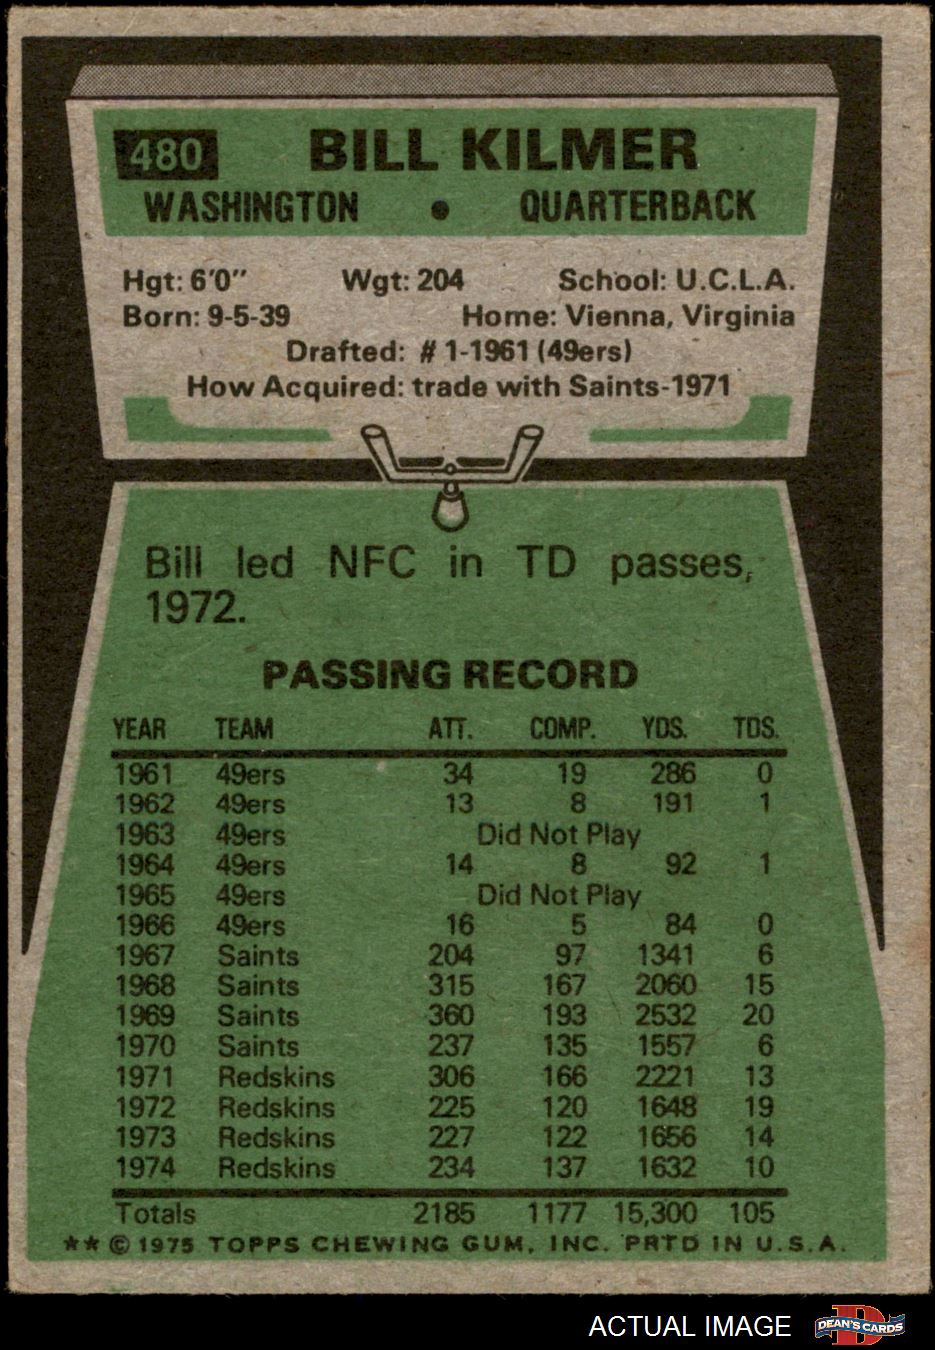 480 BILL KILMER
WASHINGTON • QUARTERBACK
Hgt: 6'0" Wgt: 204 School: U.C.L.A.
Born: 9-5-39 Home: Vienna, Virginia
Drafted: #1-1961 (49ers)
How Acquired: trade with Saints-1971
Bill led NFC in TD passes,
1972.
PASSING RECORD
YEAR TEAM ATT. COMP. YDS. TDS.
1961 49ers 34 19 286 0
1962 49ers 13 8 191 1
1963 49ers Did Not Play
1964 49ers 14 8 92 1
1965 49ers Did Not Play
1966 49ers 16 5 84 0
1967 Saints 204 97 1341 6
1968 Saints 315 167 2060 15
1969 Saints 360 193 2532 20
1970 Saints 237 135 1557 6
1971 Redskins 306 166 2221 13
1972 Redskins 225 120 1648 19
1973 Redskins 227 122 1656 14
1974 Redskins 234 137 1632 10
Totals 2185 1177 15,300 105
**© 1975 TOPPS CHEWING GUM, INC. PRTD IN U.S.A.
ACTUAL IMAGE DEAN'S CARDS